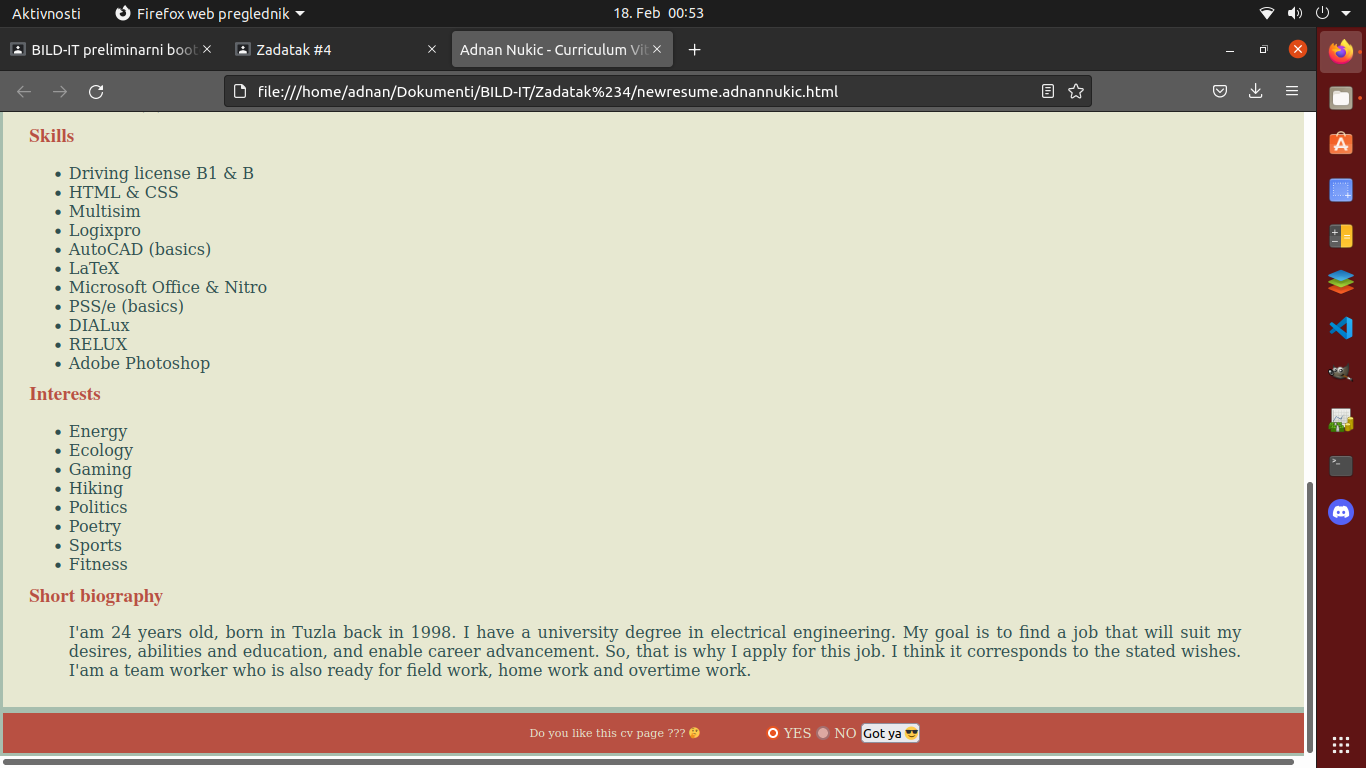 Aktivnosti Firefox web preglednik 18. Feb 00:53
BILD-IT preliminarni boot Zadatak #4 Adnan Nukic - Curriculum Vit
file:///home/adnan/Dokumenti/BILD-IT/Zadatak%234/newresume.adnannukic.html
Skills
• Driving license B1 & B
• HTML & CSS
• Multisim
• Logixpro
• AutoCAD (basics)
• LaTeX
• Microsoft Office & Nitro
• PSS/e (basics)
• DIALux
• RELUX
• Adobe Photoshop
Interests
• Energy
• Ecology
• Gaming
• Hiking
• Politics
• Poetry
• Sports
• Fitness
Short biography
I'am 24 years old, born in Tuzla back in 1998. I have a university degree in electrical engineering. My goal is to find a job that will suit my
desires, abilities and education, and enable career advancement. So, that is why I apply for this job. I think it corresponds to the stated wishes.
I'am a team worker who is also ready for field work, home work and overtime work.
Do you like this cv page ??? 🤔 YES NO Got ya 😎